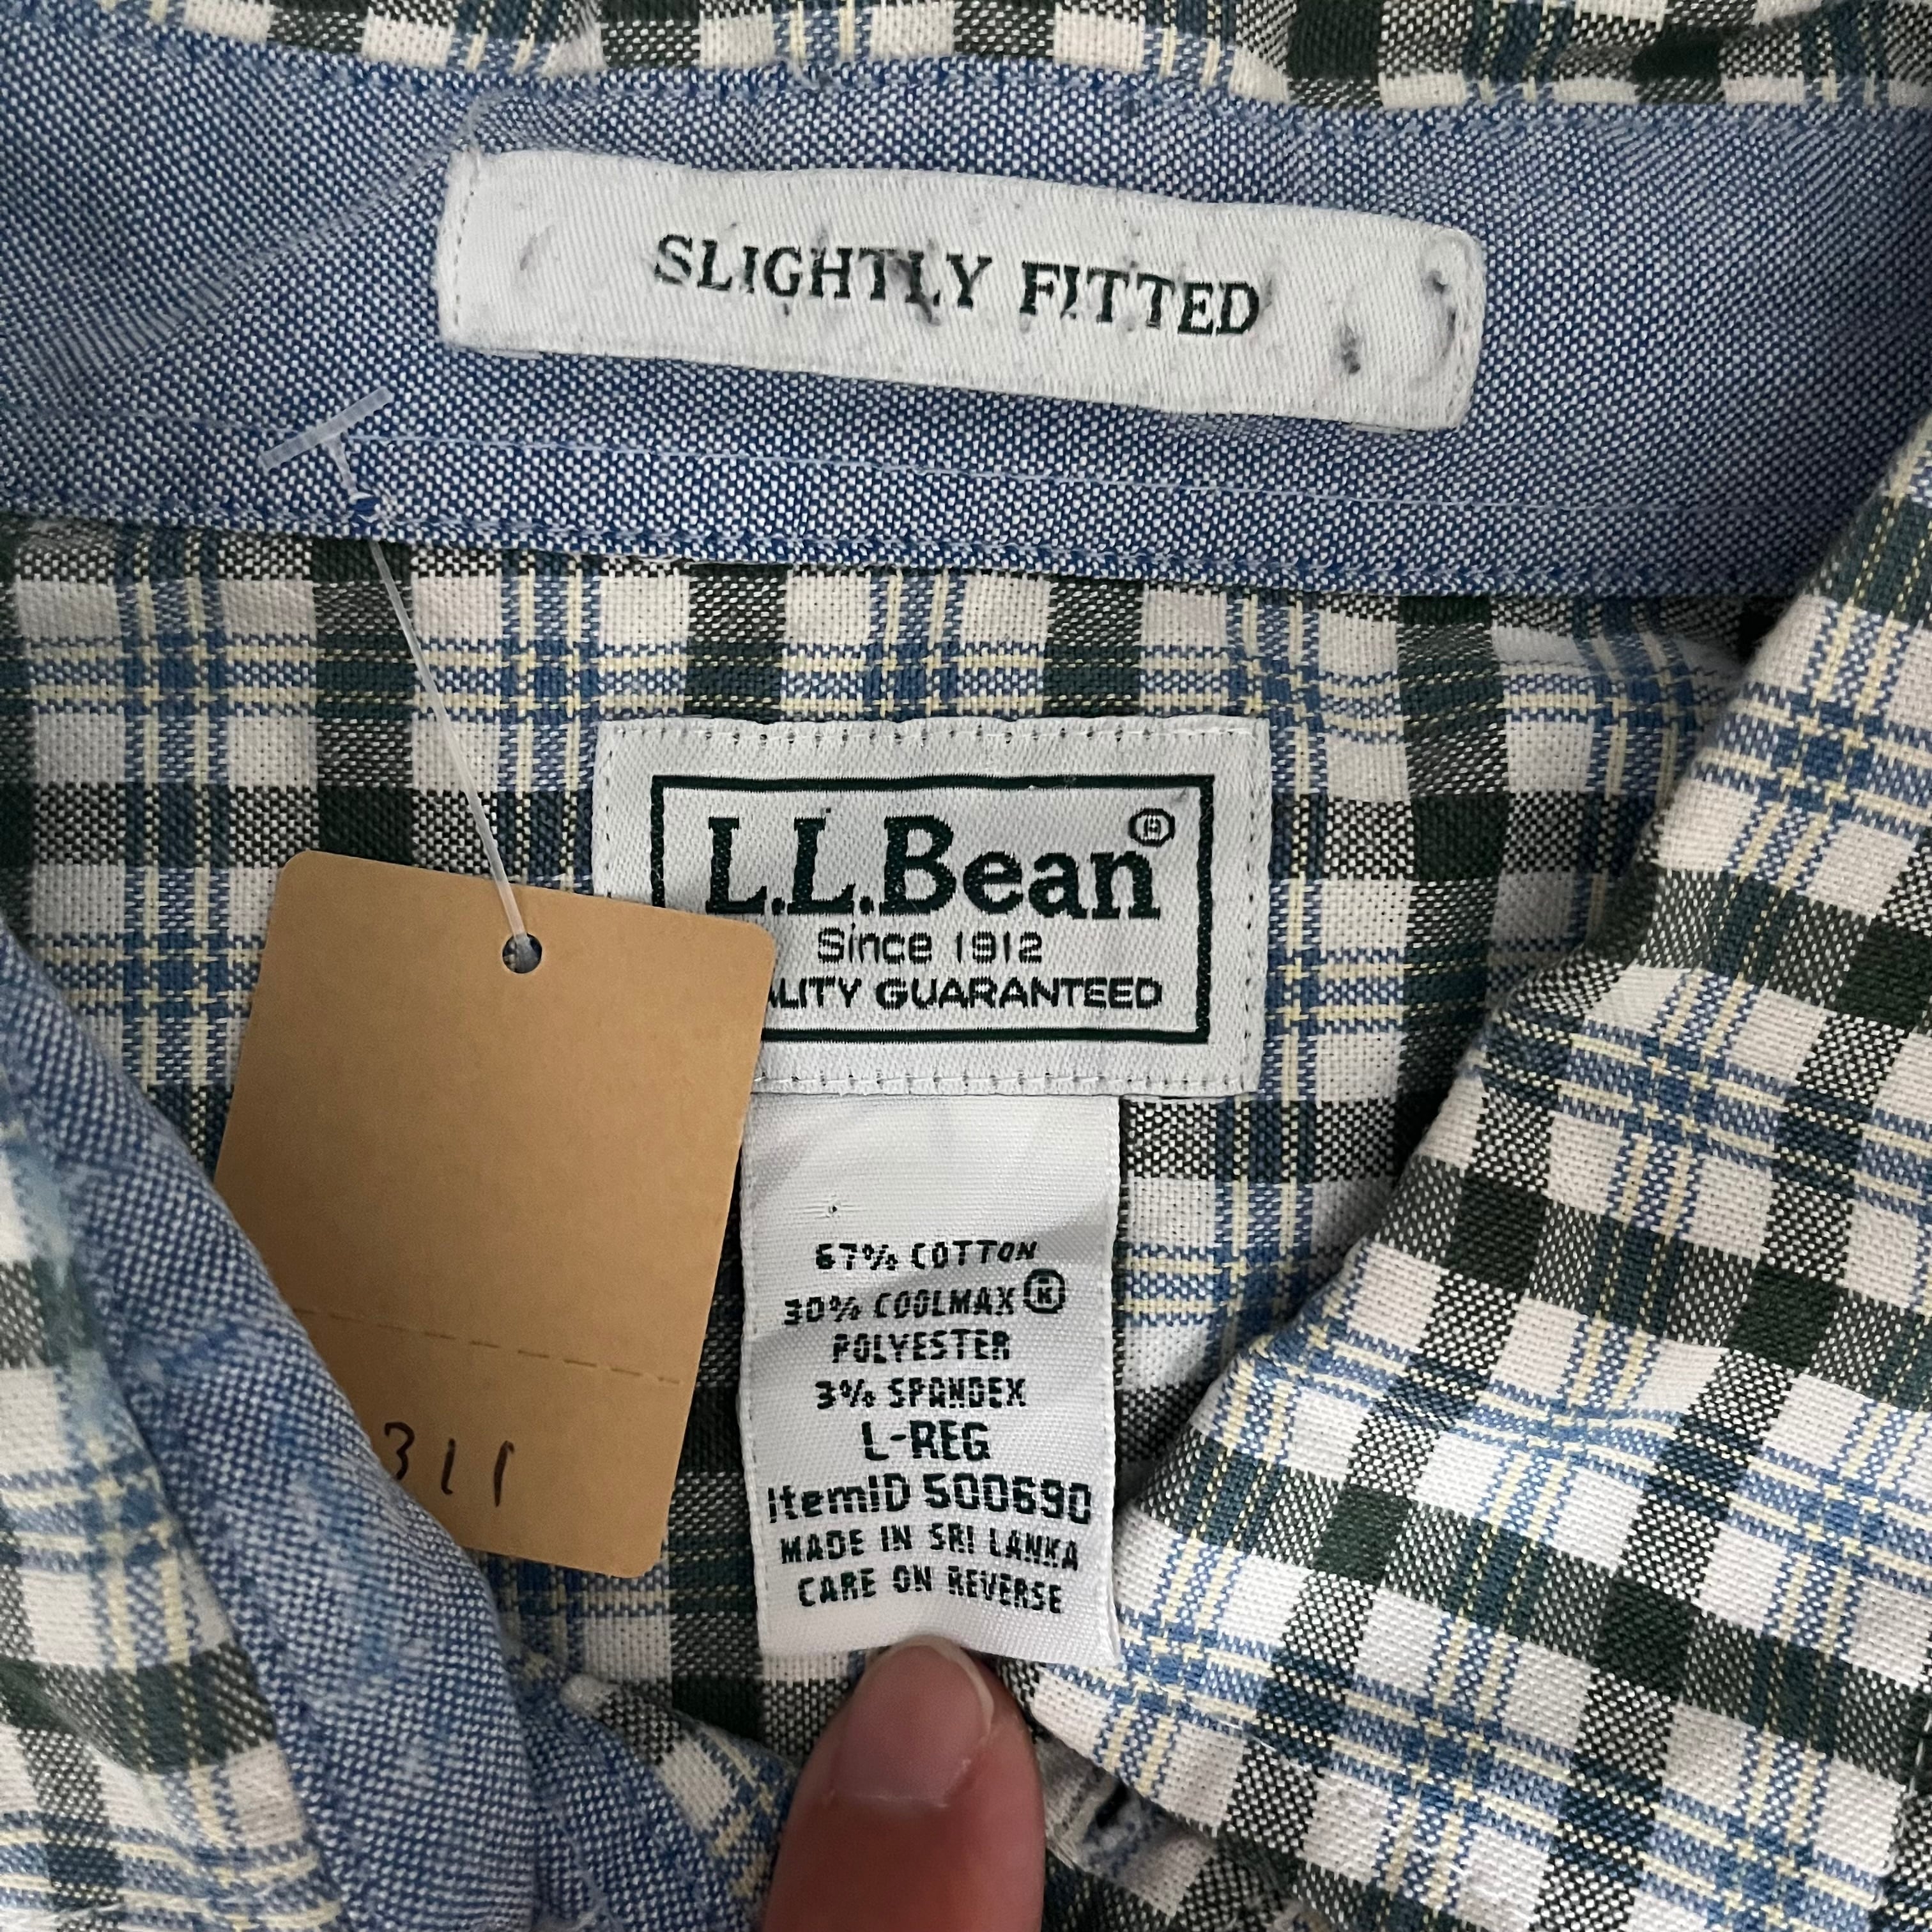 SLIGHTLY FITTED
L.L.Bean®
Since 1912
ALITY GUARANTEED
67% COTTON
30% COOLMAX®
POLYESTER
3% SPANDEX
L-REG
ItemID 500690
MADE IN SRI LANKA
CARE ON REVERSE
311